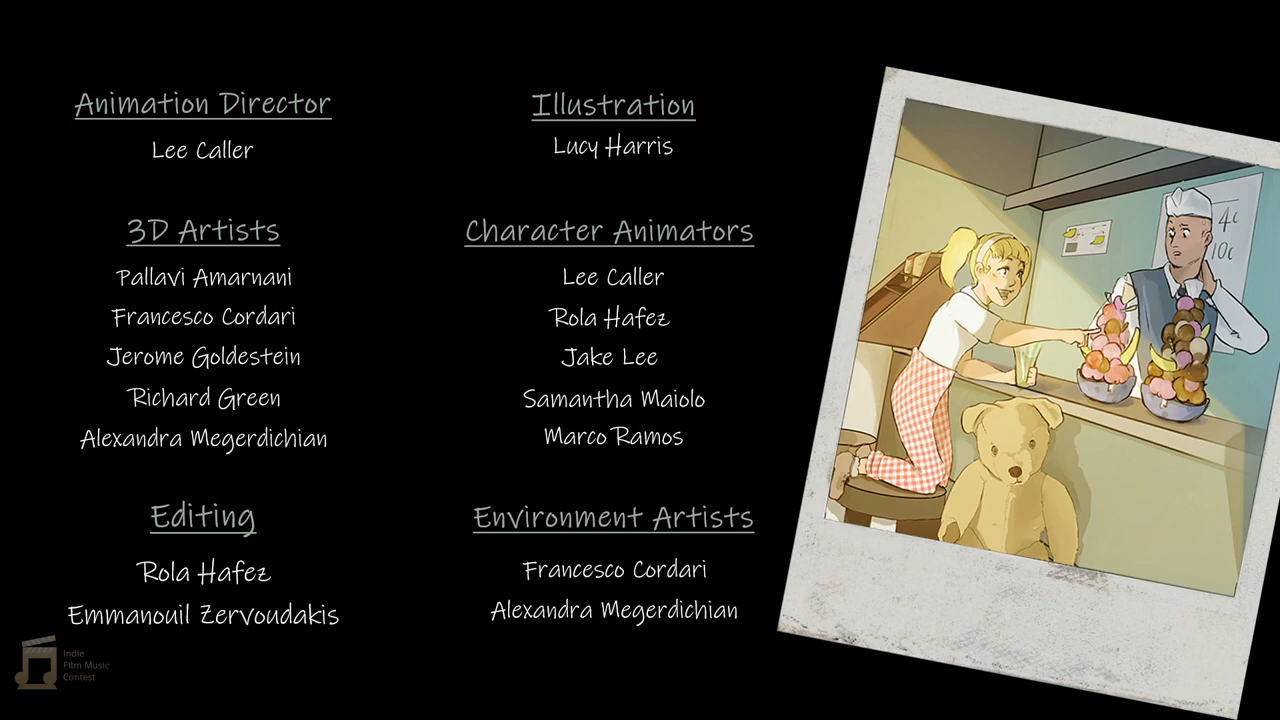 Animation Director
Lee Caller
3D Artists
Pallavi Amarnani
Francesco Cordari
Jerome Goldestein
Richard Green
Alexandra Megerdichian
Editing
Rola Hafez
Emmanouil Zervoudakis
Illustration
Lucy Harris
Character Animators
Lee Caller
Rola Hafez
Jake Lee
Samantha Maiolo
Marco Ramos
Environment Artists
Francesco Cordari
Alexandra Megerdichian
4c
10c
Indie
Film Music
Contest